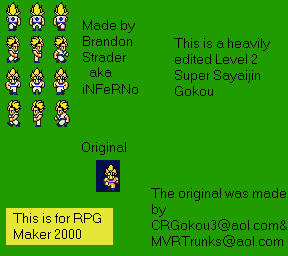 Made by
Brandon
Strader
aka
iNFeRNo
This is a heavily
edited Level 2
Super Sayaijin
Gokou
Original
The original was made
by
CRGokou3@aol.com&
MVRTrunks@aol.com
This is for RPG
Maker 2000